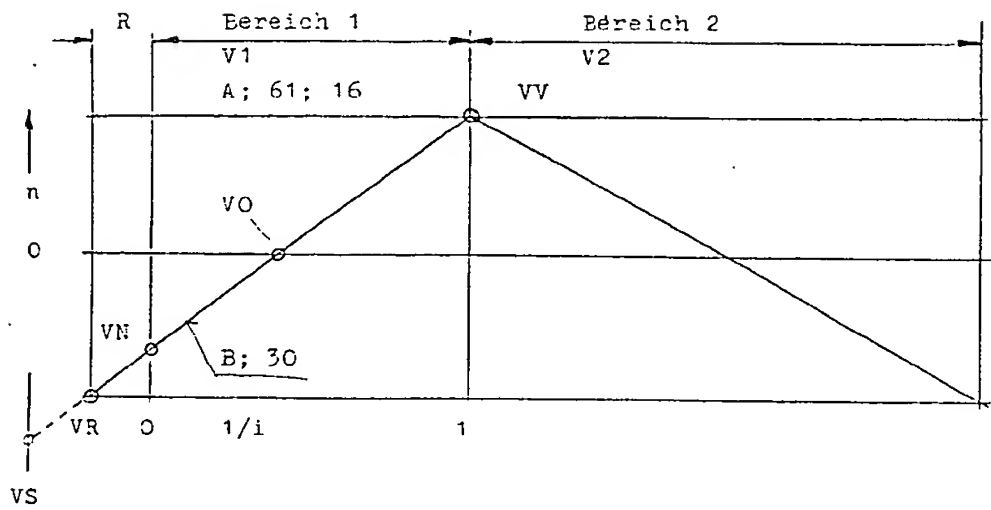 R Bereich 1 Bereich 2
V1 V2
A; 61; 16 VV
n
VO
0
VN
B; 30
VR 0 1/i 1
VS